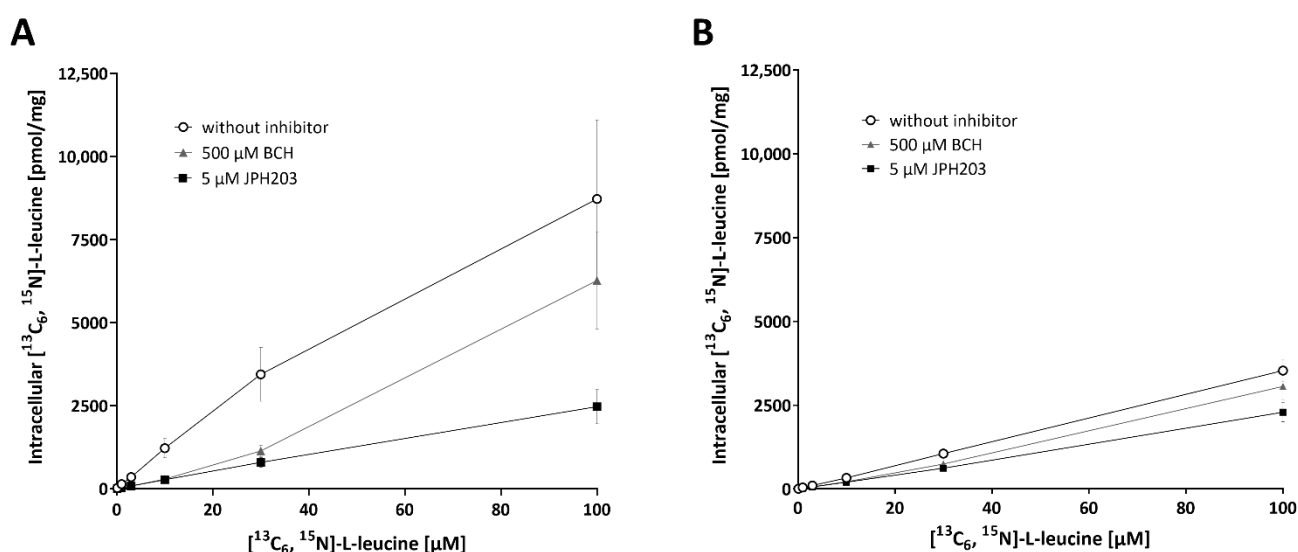 A
12,500
10,000
7500
5000
2500
0
0
20
40
60
80
100
Intracellular [¹³C₆, ¹⁵N]-L-leucine [pmol/mg]
without inhibitor
500 µM BCH
5 µM JPH203
[¹³C₆, ¹⁵N]-L-leucine [µM]
B
12,500
10,000
7500
5000
2500
0
0
20
40
60
80
100
Intracellular [¹³C₆, ¹⁵N]-L-leucine [pmol/mg]
without inhibitor
500 µM BCH
5 µM JPH203
[¹³C₆, ¹⁵N]-L-leucine [µM]